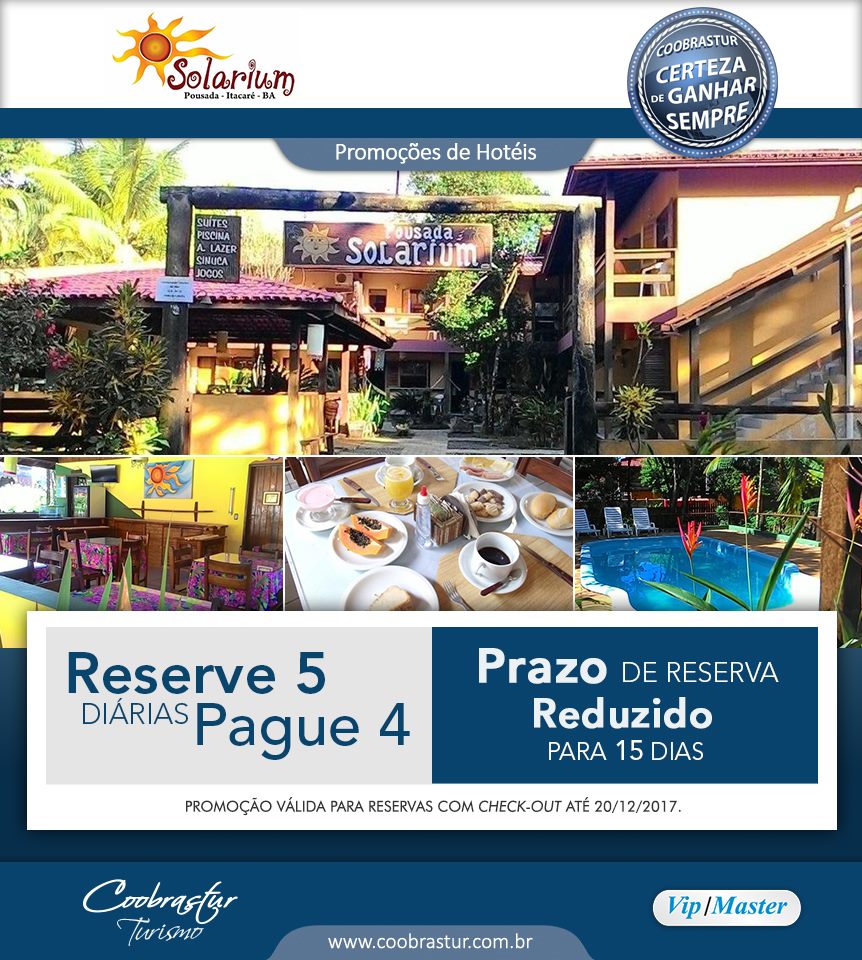 Solarium
Pousada - Itacaré - BA
COOBRASTUR
CERTEZA
DE GANHAR
SEMPRE
Promoções de Hotéis
SUÍTES
PISCINA
A. LAZER
SINUCA
JOGOS
Pousada
SOLARIUM
Reserve 5
DIÁRIAS Pague 4
Prazo DE RESERVA
Reduzido
PARA 15 DIAS
PROMOÇÃO VÁLIDA PARA RESERVAS COM CHECK-OUT ATÉ 20/12/2017.
Coobrastur
Turismo
Vip/Master
www.coobrastur.com.br